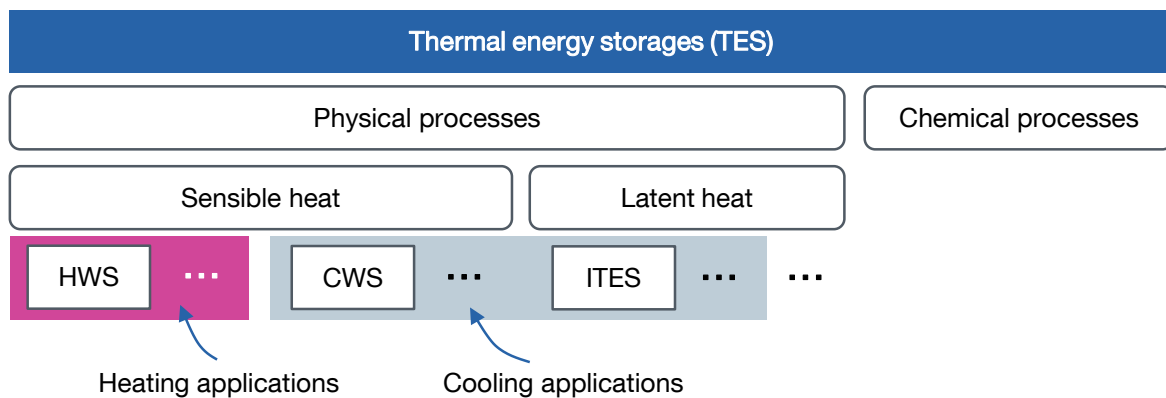 Thermal energy storages (TES)
Physical processes
Chemical processes
Sensible heat
Latent heat
HWS
...
CWS
...
ITES
...
...
Heating applications
Cooling applications